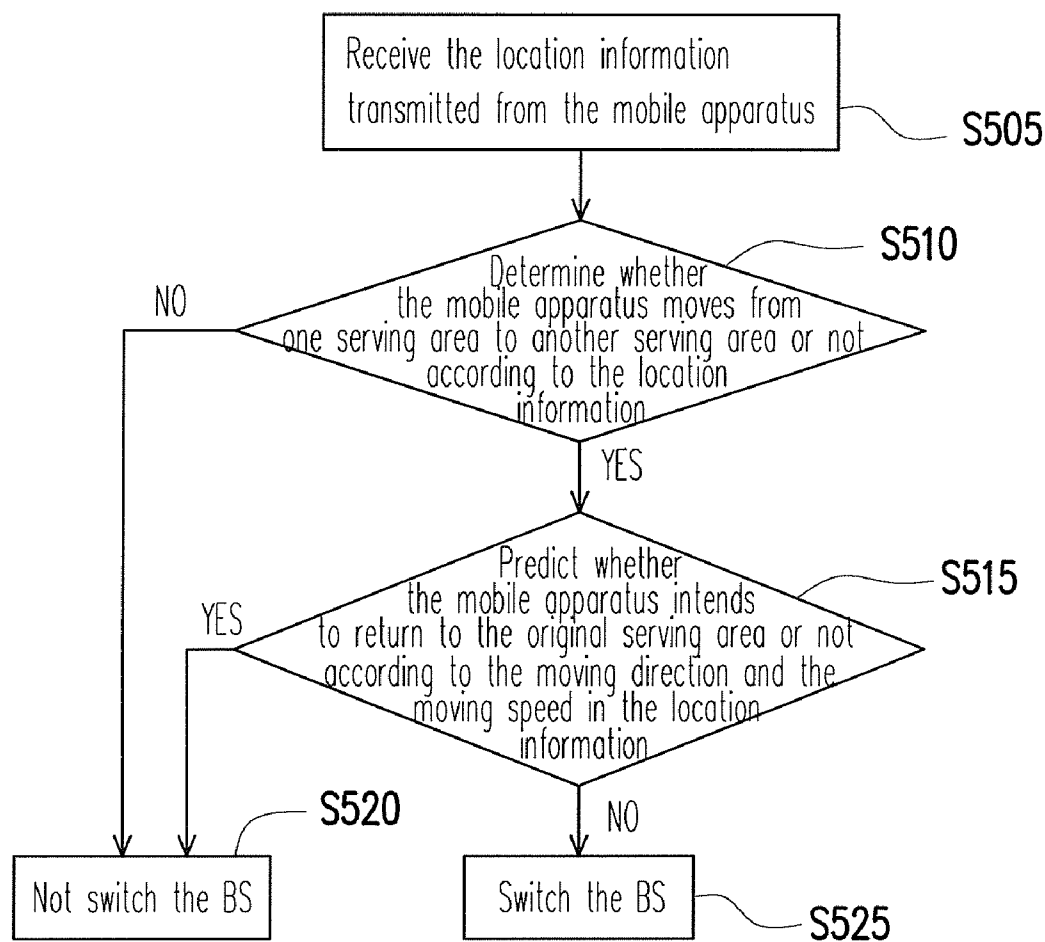 Receive the location information
transmitted from the mobile apparatus
S505
S510
Determine whether
the mobile apparatus moves from
one serving area to another serving area or not
according to the location
information
NO
YES
S515
Predict whether
the mobile apparatus intends
to return to the original serving area or not
according to the moving direction and the
moving speed in the location
information
YES
NO
S520
Not switch the BS
Switch the BS
S525